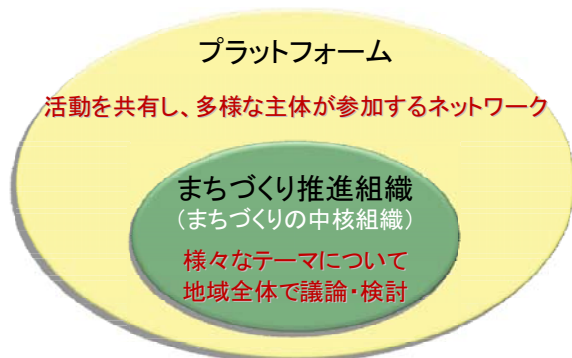 プラットフォーム
活動を共有し、多様な主体が参加するネットワーク
まちづくり推進組織
（まちづくりの中核組織）
様々なテーマについて
地域全体で議論・検討